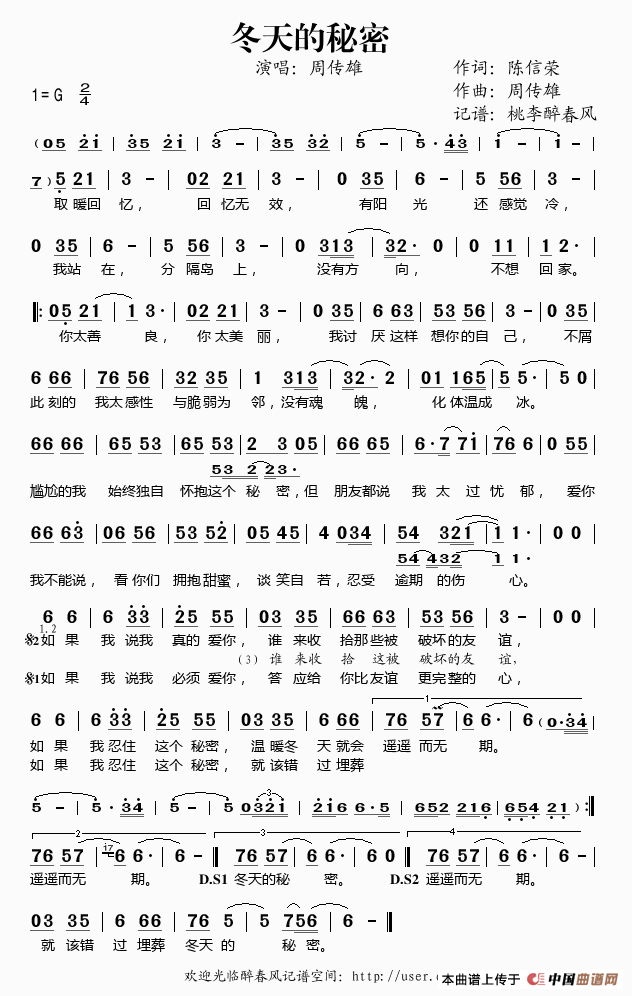 冬天的秘密
演唱：周传雄
作词：陈信荣
作曲：周传雄
记谱：桃李醉春风
1=G 2/4
(05 21 | 35 21 | 3 - | 35 32 | 5 - | 5· 43 | 1 - | 1 - |
7) 5 21 | 3 - | 02 21 | 3 - | 0 35 | 6 - | 5 56 | 3 - |
取暖回 忆， 回忆无 效， 有阳 光 还 感觉 冷，
0 35 | 6 - | 5 56 | 3 - | 0 313 | 32· 0 | 0 11 | 1 2· |
我站 在， 分 隔岛 上， 没有方 向， 不想 回家。
‖: 05 21 | 1 3· | 02 21 | 3 - | 0 35 | 6 63 | 53 56 | 3 - | 0 35 |
你太善 良， 你太美 丽， 我讨 厌这样 想你的自 己， 不屑
6 66 | 76 56 | 32 35 | 1 313 | 32· 2 | 01 165 | 5 5· | 5 0 |
此 刻的 我太感性 与脆弱为 邻，没有魂 魄， 化体温成 冰。
66 66 | 65 53 | 65 53 | 2 3 05 | 66 65 | 6·7 71 | 76 6 | 0 55 |
53 2 23·
尴尬的我 始终独自 怀抱这个 秘 密，但 朋友都说 我 太 过 忧 郁， 爱你
66 63 | 06 56 | 53 52 | 05 45 | 4 034 | 54 321 | 1 1· | 0 0 |
54 432 1 1·
我不能说， 看你们 拥抱甜蜜， 谈笑自 若，忍受 逾期的伤 心。
6 6 | 6 33 | 25 55 | 03 35 | 66 63 | 53 56 | 3 - | 0 0 |
1,2
𝄋2如 果 我 说我 真的 爱你， 谁 来收 拾那些被 破坏的友 谊，
(3) 谁 来收 拾 这被 破坏的友 谊，
𝄋1如 果 我 说我 必须 爱你， 答 应给 你比友谊 更完整的 心，
1
6 6 | 6 33 | 25 55 | 03 35 | 6 66 | 76 57 | 6 6· | 6· (0·34 |
如 果 我忍住 这个 秘密， 温暖冬 天就会 遥遥而无 期。
如 果 我忍住 这个 秘密， 就该错 过埋葬
5 - | 5· 34 | 5 - | 5 0321 | 216 6·5 | 652 216 | 654 21) :‖
2
3
4
76 57 | 6 6· | 6 - ‖ 76 57 | 6 6· | 6 0 ‖ 76 57 | 6 6· | 6 - |
遥遥而无 期。 D.S1 冬天的秘 密。 D.S2 遥遥而无 期。
03 35 | 6 66 | 76 5 | 5 756 | 6 - ‖
就该错 过埋葬 冬天 的 秘密。
欢迎光临醉春风记谱空间：http://user.
本曲谱上传于 中国曲谱网